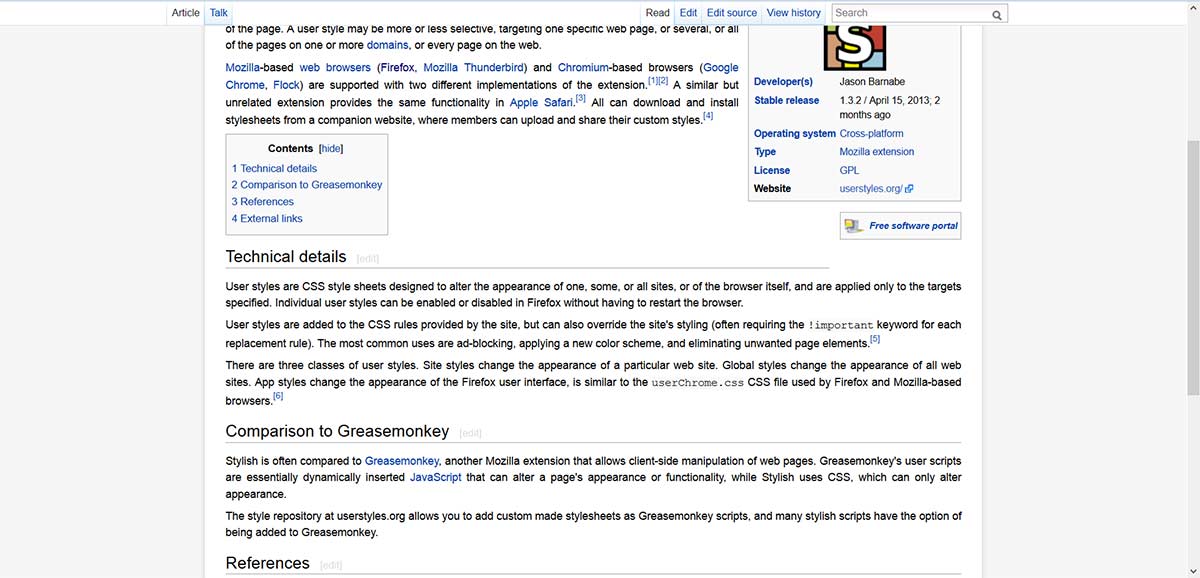 Article Talk Read Edit Edit source View history Search
of the page. A user style may be more or less selective, targeting one specific web page, or several, or all
of the pages on one or more domains, or every page on the web.
Mozilla-based web browsers (Firefox, Mozilla Thunderbird) and Chromium-based browsers (Google
Chrome, Flock) are supported with two different implementations of the extension.[1][2] A similar but
unrelated extension provides the same functionality in Apple Safari.[3] All can download and install
stylesheets from a companion website, where members can upload and share their custom styles.[4]
S
Developer(s) Jason Barnabe
Stable release 1.3.2 / April 15, 2013; 2
months ago
Operating system Cross-platform
Type Mozilla extension
License GPL
Website userstyles.org/
Free software portal
Contents [hide]
1 Technical details
2 Comparison to Greasemonkey
3 References
4 External links
Technical details [edit]
User styles are CSS style sheets designed to alter the appearance of one, some, or all sites, or of the browser itself, and are applied only to the targets
specified. Individual user styles can be enabled or disabled in Firefox without having to restart the browser.
User styles are added to the CSS rules provided by the site, but can also override the site's styling (often requiring the !important keyword for each
replacement rule). The most common uses are ad-blocking, applying a new color scheme, and eliminating unwanted page elements.[5]
There are three classes of user styles. Site styles change the appearance of a particular web site. Global styles change the appearance of all web
sites. App styles change the appearance of the Firefox user interface, is similar to the userChrome.css CSS file used by Firefox and Mozilla-based
browsers.[6]
Comparison to Greasemonkey [edit]
Stylish is often compared to Greasemonkey, another Mozilla extension that allows client-side manipulation of web pages. Greasemonkey's user scripts
are essentially dynamically inserted JavaScript that can alter a page's appearance or functionality, while Stylish uses CSS, which can only alter
appearance.
The style repository at userstyles.org allows you to add custom made stylesheets as Greasemonkey scripts, and many stylish scripts have the option of
being added to Greasemonkey.
References [edit]